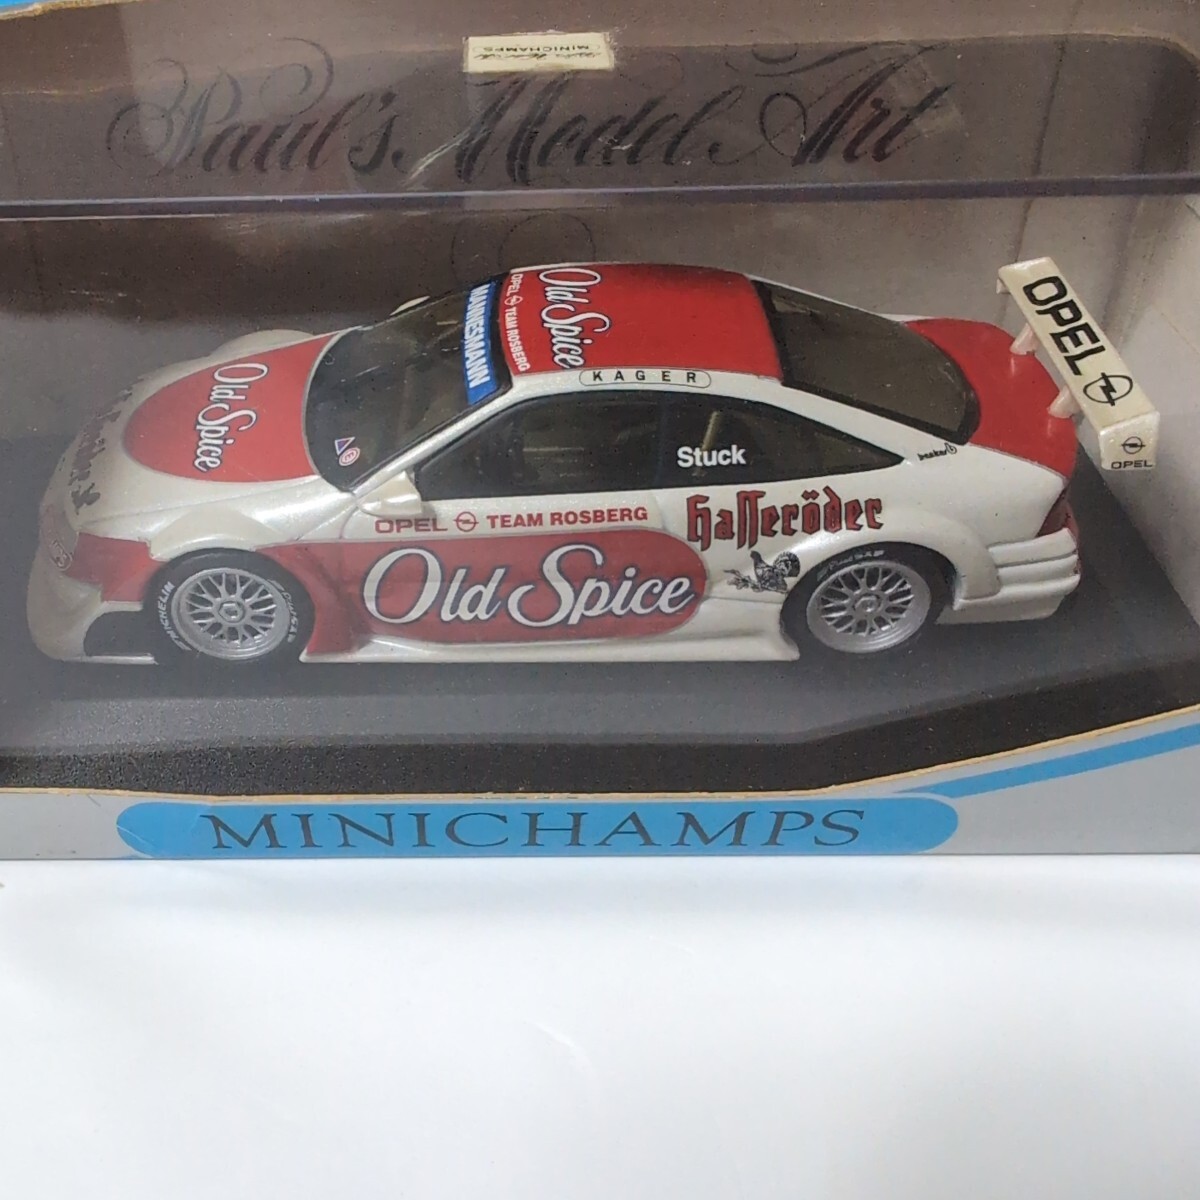 MINICHAMPS
Paul's Model Art
Old Spice
OPEL TEAM ROSBERG
MANNESMANN
KAGER
OPEL
OPEL
Stuck
Old Spice
OPEL TEAM ROSBERG
Hasseröder
Old Spice
MICHELIN
MINICHAMPS